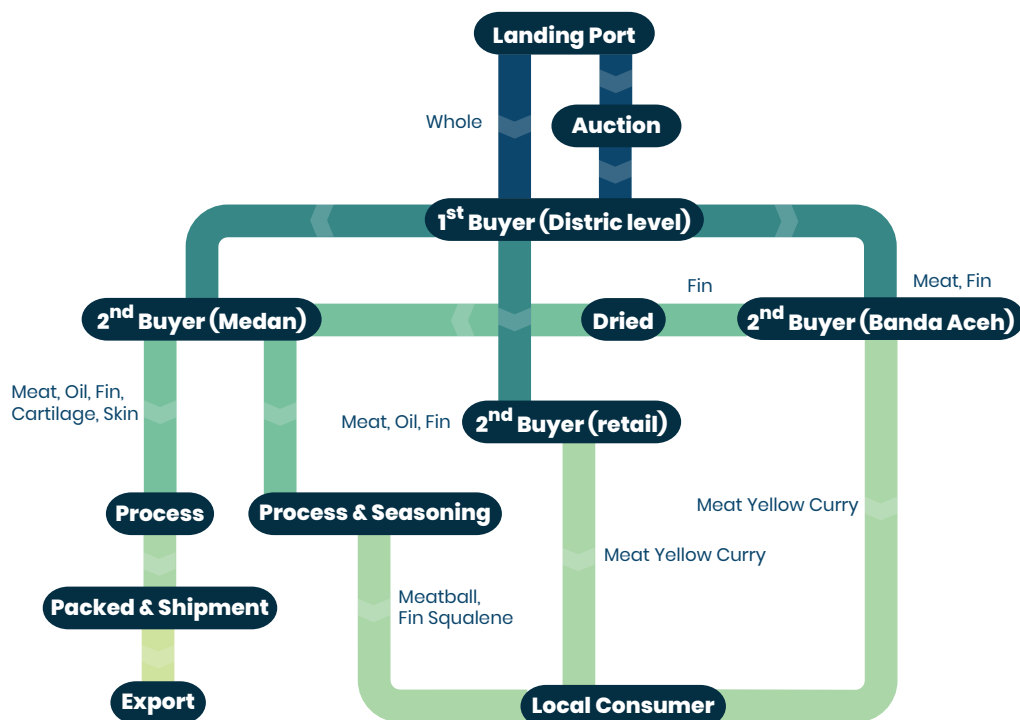 Landing Port
Whole
Auction
1st Buyer (Distric level)
Fin
Meat, Fin
2nd Buyer (Medan)
Dried
2nd Buyer (Banda Aceh)
Meat, Oil, Fin,
Cartilage, Skin
Meat, Oil, Fin
2nd Buyer (retail)
Process
Process & Seasoning
Meat Yellow Curry
Meat Yellow Curry
Packed & Shipment
Meatball,
Fin Squalene
Export
Local Consumer